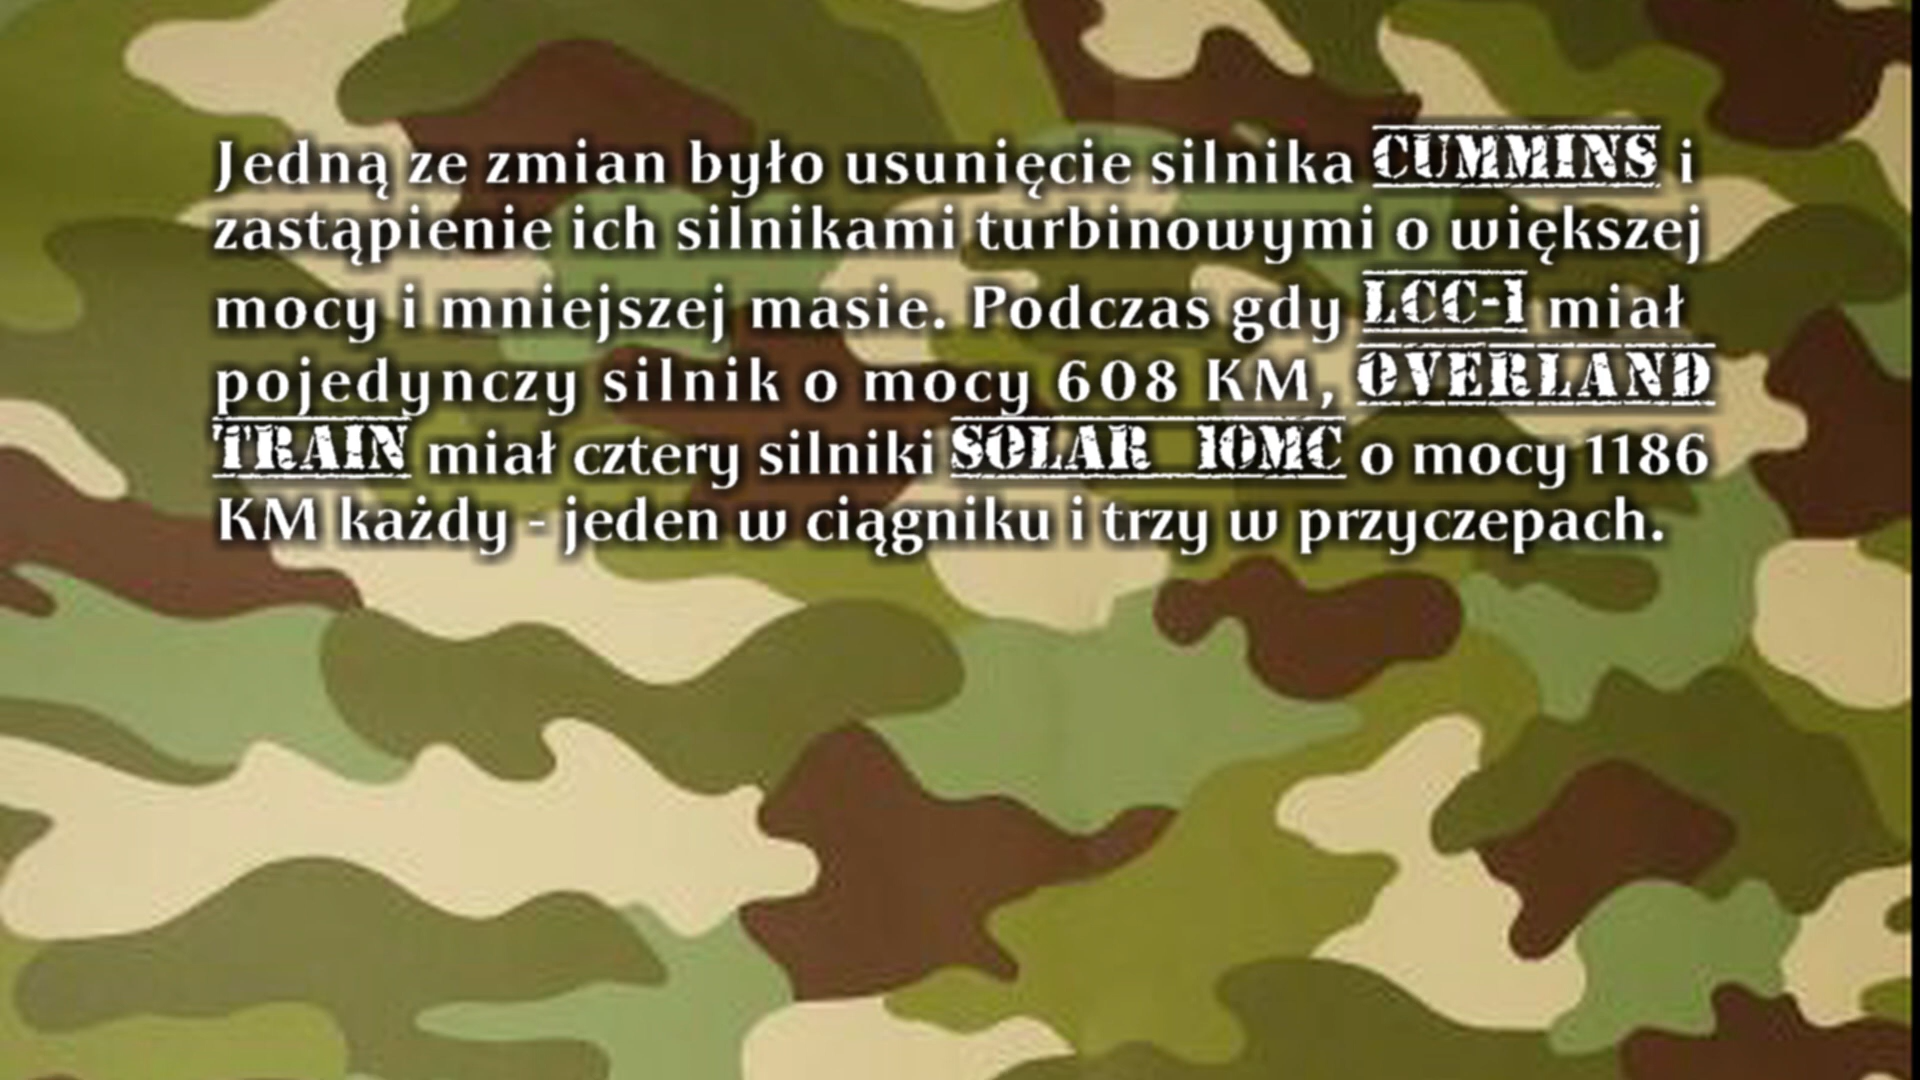 Jedną ze zmian było usunięcie silnika CUMMINS i
zastąpienie ich silnikami turbinowymi o większej
mocy i mniejszej masie. Podczas gdy LCC-1 miał
pojedynczy silnik o mocy 608 KM, OVERLAND
TRAIN miał cztery silniki SOLAR 10MC o mocy 1186
KM każdy - jeden w ciągniku i trzy w przyczepach.